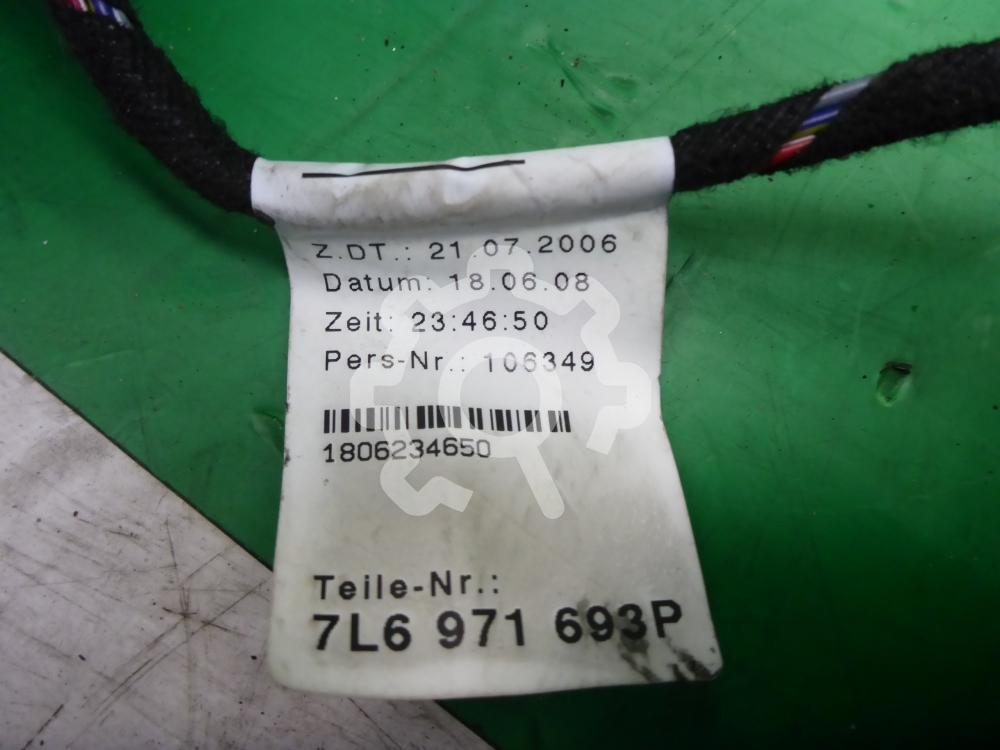 Z.DT.: 21.07.2006
Datum: 18.06.08
Zeit: 23:46:50
Pers-Nr.: 106349
1806234650
Teile-Nr.:
7L6 971 693P